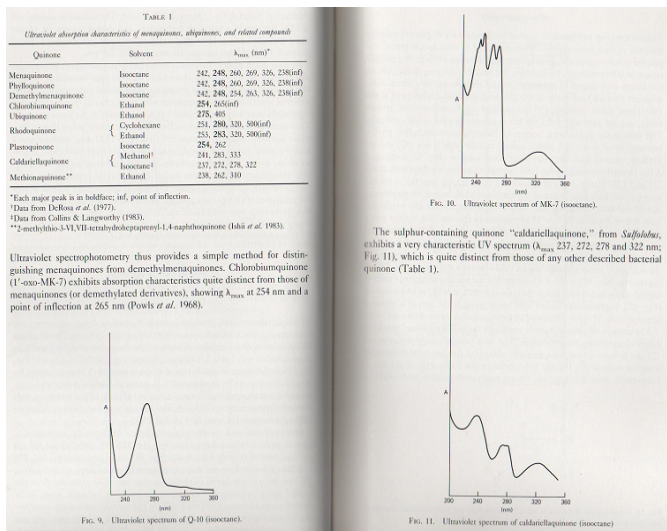 TABLE 1
Ultraviolet absorption characteristics of menaquinones, ubiquinones, and related compounds
Quinone Solvent λmax (nm)*
Menaquinone Isooctane 242, 248, 260, 269, 326, 238(inf)
Phylloquinone Isooctane 242, 248, 260, 269, 326, 238(inf)
Demethylmenaquinone Isooctane 242, 248, 254, 263, 326, 238(inf)
Chlorobiumquinone Ethanol 254, 265(inf)
Ubiquinone Ethanol 275, 405
Rhodoquinone { Cyclohexane 251, 280, 320, 500(inf)
Ethanol 253, 283, 320, 500(inf)
Plastoquinone Isooctane 254, 262
Caldariellaquinone { Methanol† 241, 283, 333
Isooctane‡ 237, 272, 278, 322
Methionaquinone** Ethanol 238, 262, 310
*Each major peak is in boldface; inf, point of inflection.
†Data from DeRosa et al. (1977).
‡Data from Collins & Langworthy (1983).
**2-methylthio-3-VI,VII-tetrahydroheptaprenyl-1,4-naphthoquinone (Ishii et al. 1983).
Ultraviolet spectrophotometry thus provides a simple method for distin-
guishing menaquinones from demethylmenaquinones. Chlorobiumquinone
(1′-oxo-MK-7) exhibits absorption characteristics quite distinct from those of
menaquinones (or demethylated derivatives), showing λmax at 254 nm and a
point of inflection at 265 nm (Powls et al. 1968).
A
240 280 320 360
(nm)
FIG. 9. Ultraviolet spectrum of Q-10 (isooctane).
A
240 280 320 360
(nm)
FIG. 10. Ultraviolet spectrum of MK-7 (isooctane).
The sulphur-containing quinone "caldariellaquinone," from Sulfolobus,
exhibits a very characteristic UV spectrum (λmax 237, 272, 278 and 322 nm;
Fig. 11), which is quite distinct from those of any other described bacterial
quinone (Table 1).
A
200 240 280 320 360
(nm)
FIG. 11. Ultraviolet spectrum of caldariellaquinone (isooctane)